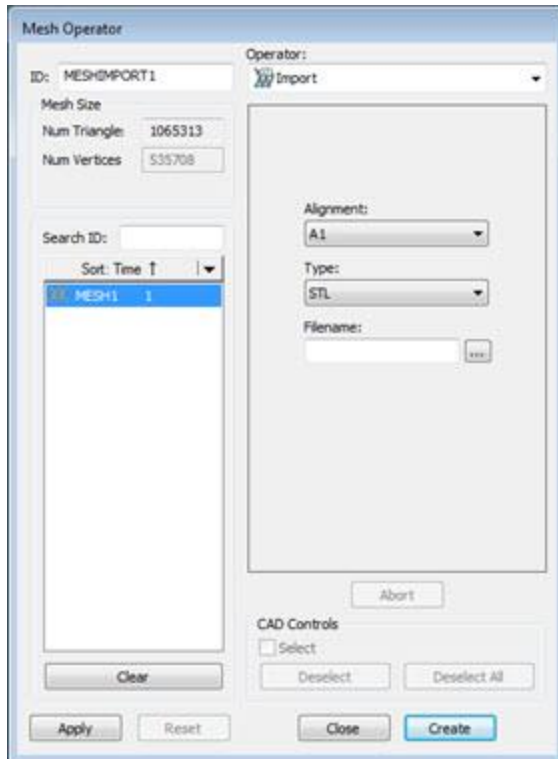 Mesh Operator
ID: MESHIMPORT1
Operator:
Import
Mesh Size
Num Triangle: 1065313
Num Vertices 535708
Search ID:
Sort: Time ↑
MESH1 1
Alignment:
A1
Type:
STL
Filename:
...
Abort
CAD Controls
Select
Deselect Deselect All
Clear
Apply Reset Close Create